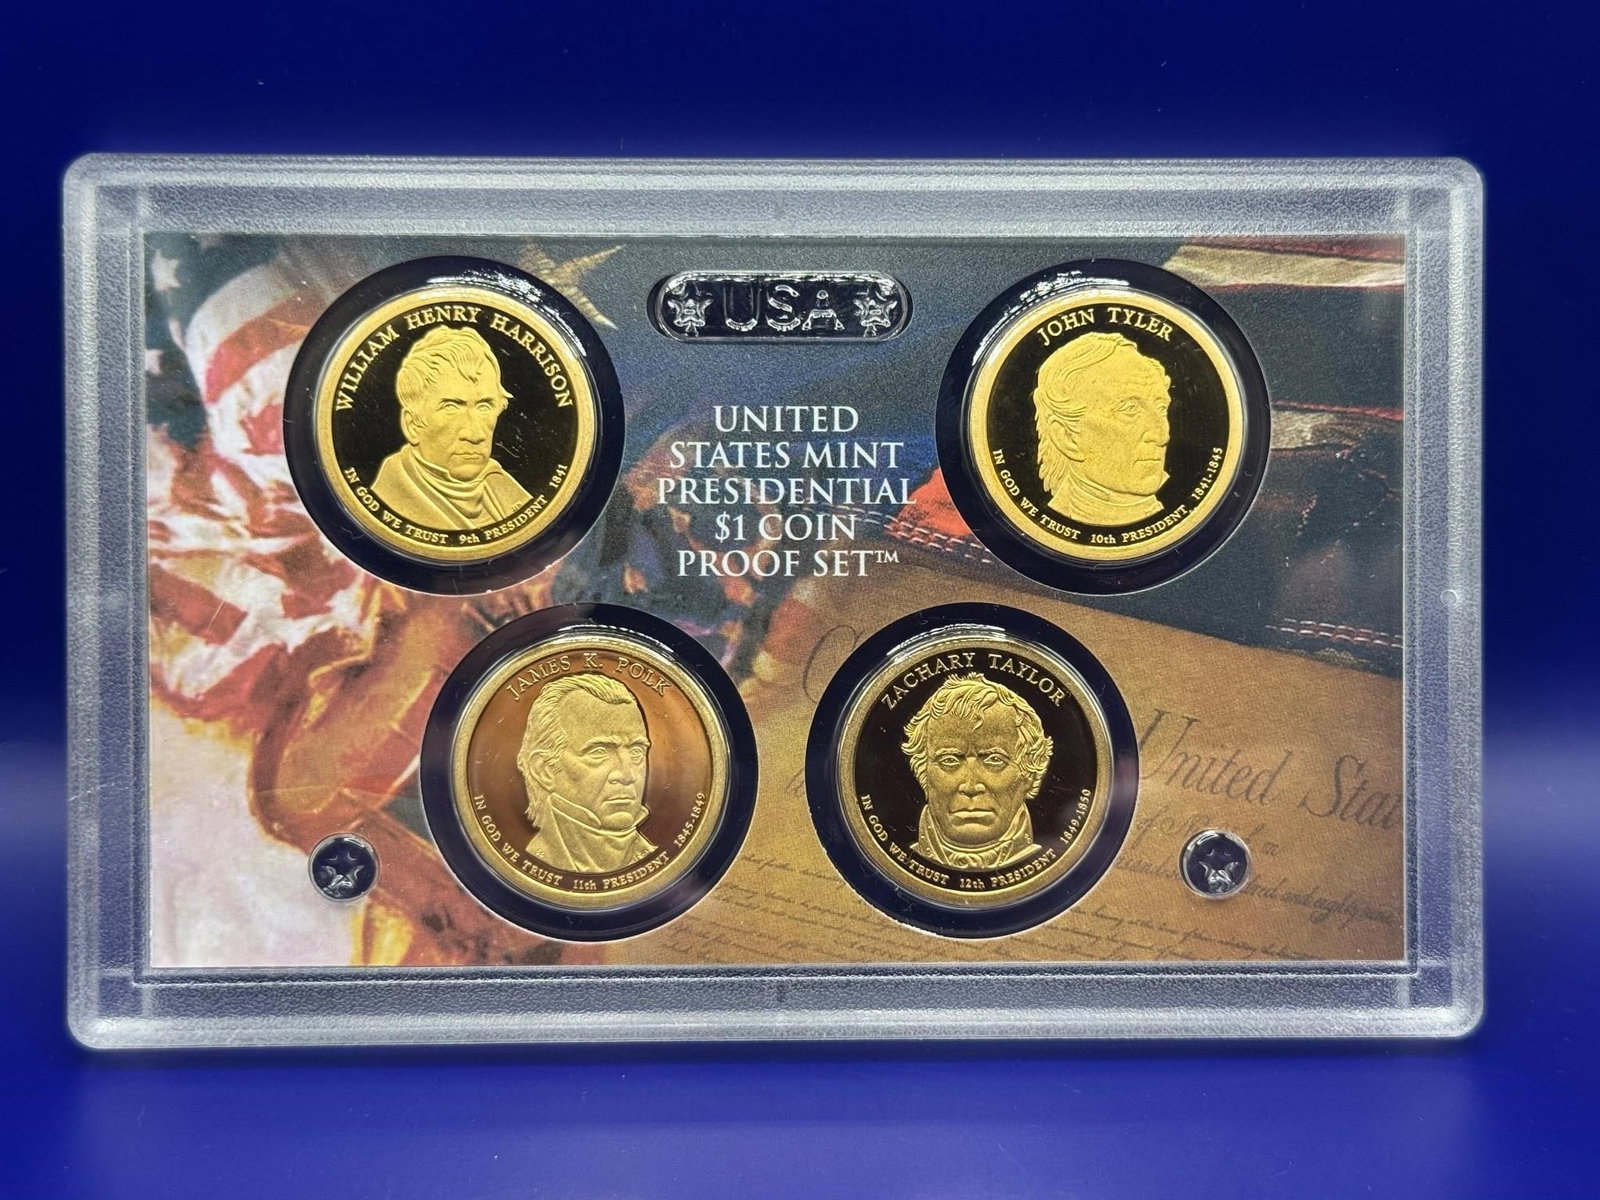 WILLIAM HENRY HARRISON
IN GOD WE TRUST 9th PRESIDENT 1841
USA
JOHN TYLER
IN GOD WE TRUST 10th PRESIDENT 1841-1845
UNITED
STATES MINT
PRESIDENTIAL
$1 COIN
PROOF SET™
JAMES K. POLK
IN GOD WE TRUST 11th PRESIDENT 1845-1849
ZACHARY TAYLOR
IN GOD WE TRUST 12th PRESIDENT 1849-1850
United Stat